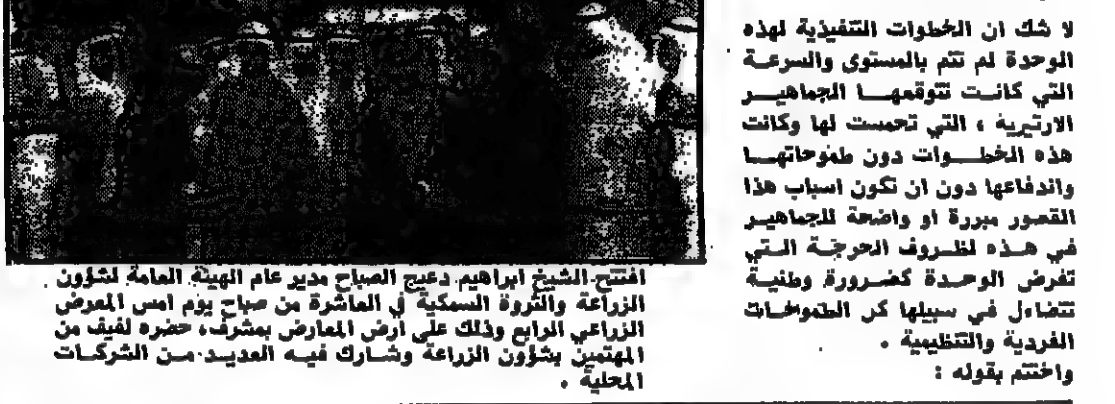 لا شك ان الخطوات التنفيذية لهذه
الوحدة لم تتم بالمستوى والسرعة
التي كانت تتوقعها الجماهير
الارتيرية ، التي تحمست لها وكانت
هذه الخطوات دون طموحاتها
واندفاعها دون ان تكون اسباب هذا
القصور مبررة او واضحة للجماهير
في هذه لظروف الحرجة التي
تفرض الوحدة كضرورة وطنية
تتضاءل في سبيلها كر الطموحات
الفردية والتنظيمية .
واختتم بقوله :
افتتح الشيخ ابراهيم دعيج الصباح مدير عام الهيئة العامة لشؤون
الزراعة والثروة السمكية في العاشرة من صباح يوم امس المعرض
الزراعي الرابع وذلك على ارض المعارض بمشرف، حضره لفيف من
المهتمين بشؤون الزراعة وشارك فيه العديد من الشركات
المحلية .